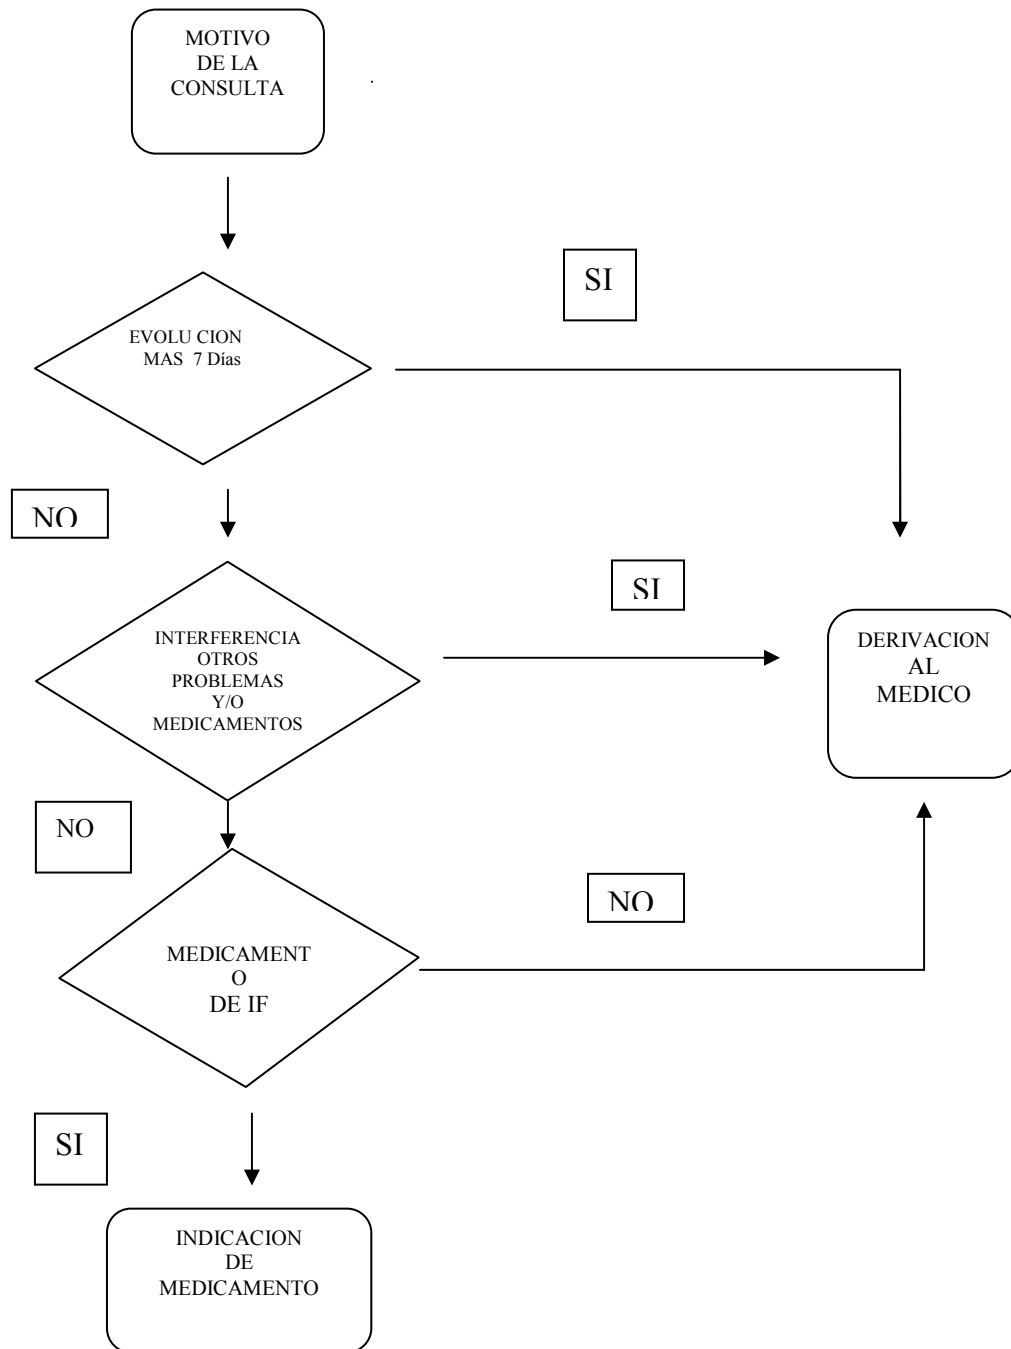 MOTIVO
DE LA
CONSULTA
.
SI
EVOLU CION
MAS 7 Días
NO
SI
INTERFERENCIA
OTROS
PROBLEMAS
Y/O
MEDICAMENTOS
DERIVACION
AL
MEDICO
NO
NO
MEDICAMENT
O
DE IF
SI
INDICACION
DE
MEDICAMENTO